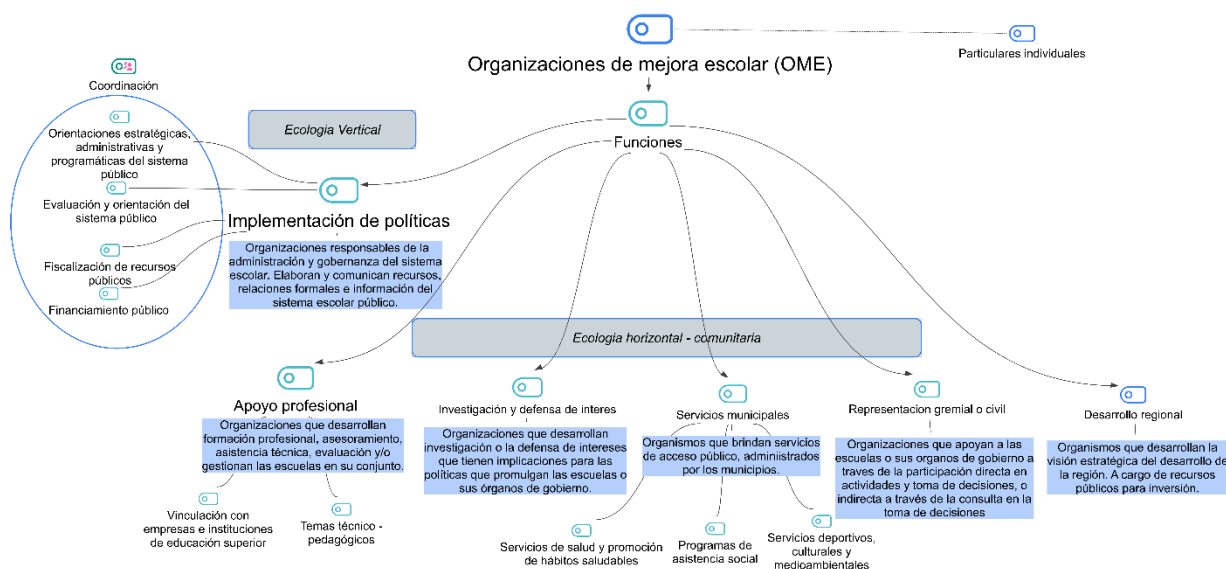 Organizaciones de mejora escolar (OME)
Particulares individuales
Coordinación
Orientaciones estratégicas,
administrativas y
programáticas del sistema
público
Evaluación y orientación del
sistema público
Fiscalización de recursos
públicos
Financiamiento público
Ecologia Vertical
Funciones
Implementación de políticas
Organizaciones responsables de la
administración y gobernanza del sistema
escolar. Elaboran y comunican recursos,
relaciones formales e información del
sistema escolar público.
Ecologia horizontal - comunitaria
Apoyo profesional
Organizaciones que desarrollan
formación profesional, asesoramiento,
asistencia técnica, evaluación y/o
gestionan las escuelas en su conjunto.
Vinculación con
empresas e instituciones
de educación superior
Temas técnico -
pedagógicos
Investigación y defensa de interes
Organizaciones que desarrollan
investigación o la defensa de intereses
que tienen implicaciones para las
políticas que promulgan las escuelas o
sus órganos de gobierno.
Servicios municipales
Organismos que brindan servicios
de acceso público, administrados
por los municipios.
Servicios de salud y promoción
de hábitos saludables
Programas de
asistencia social
Servicios deportivos,
culturales y
medioambientales
Representacion gremial o civil
Organizaciones que apoyan a las
escuelas o sus organos de gobierno a
traves de la participación directa en
actividades y toma de decisiones, o
indirecta a través de la consulta en la
toma de decisiones
Desarrollo regional
Organismos que desarrollan la
visión estratégica del desarrollo de
la región. A cargo de recursos
públicos para inversión.